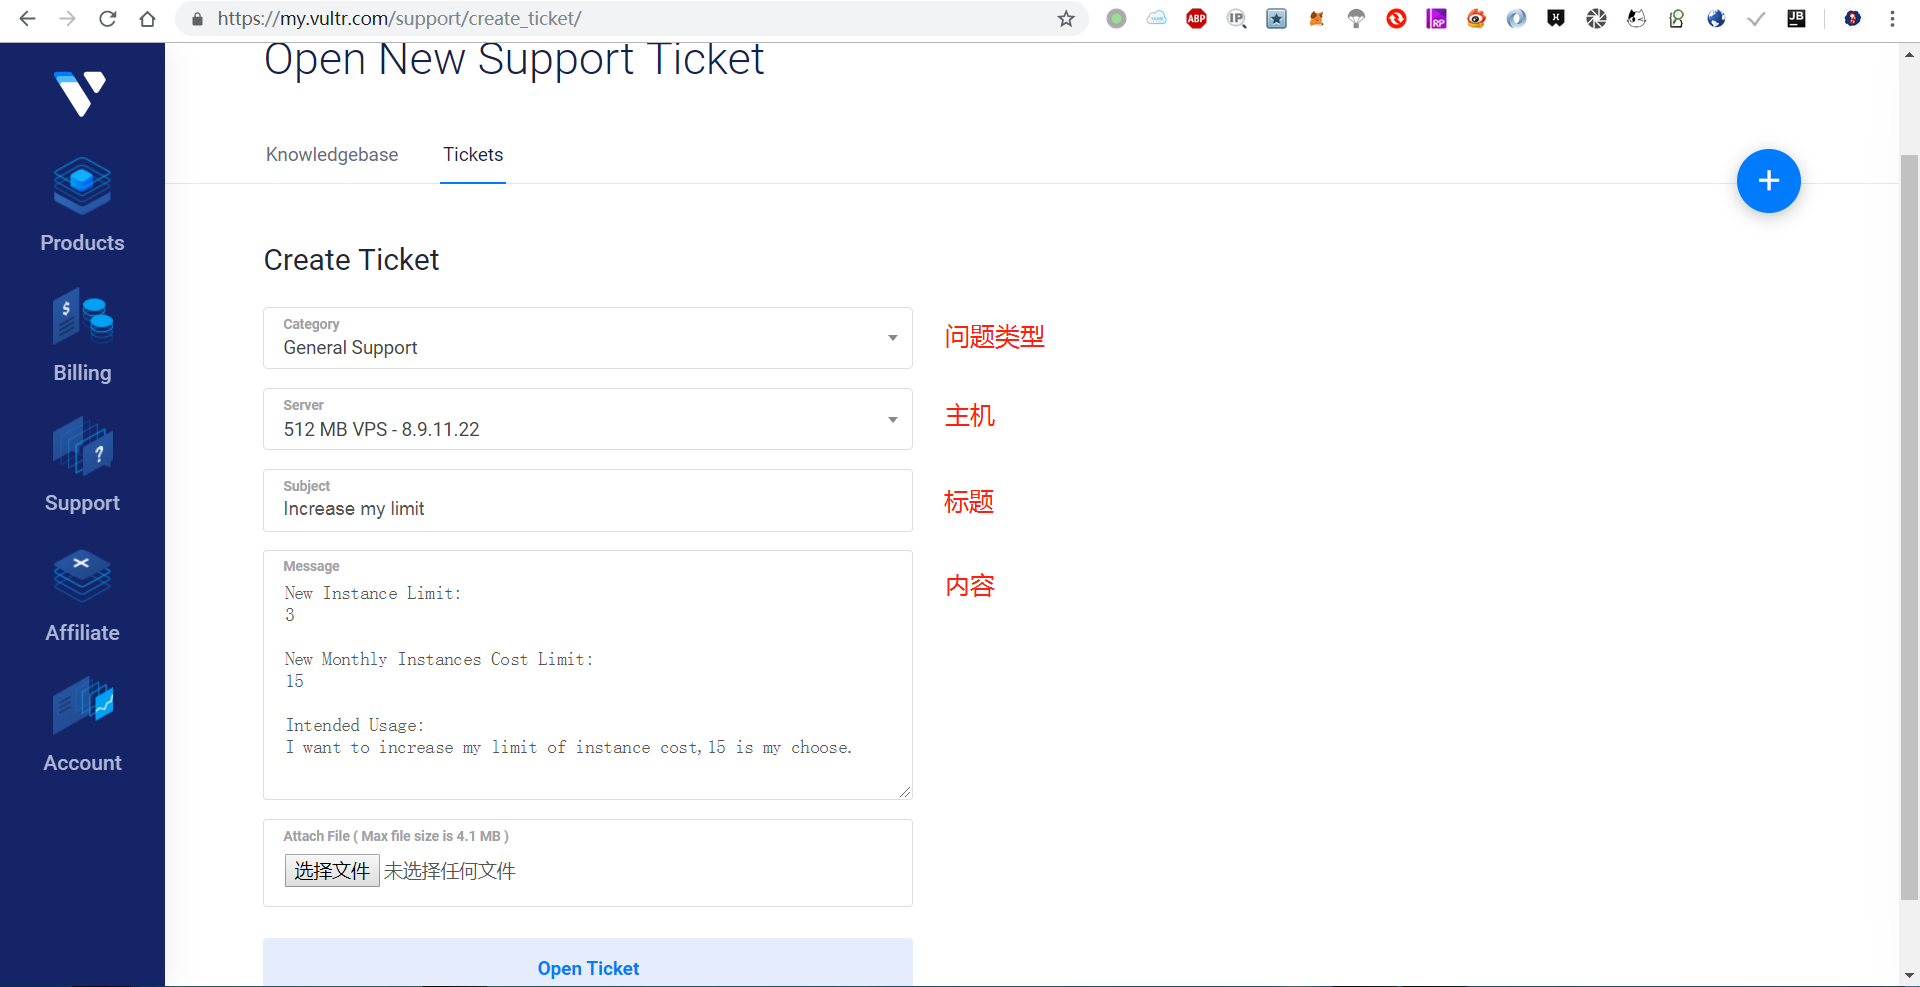 https://my.vultr.com/support/create_ticket/
ABP
IP
RP
JB
Open New Support Ticket
Knowledgebase
Tickets
Products
Billing
Support
Affiliate
Account
Create Ticket
Category
General Support
问题类型
Server
512 MB VPS - 8.9.11.22
主机
Subject
Increase my limit
标题
Message
内容
New Instance Limit:
3
New Monthly Instances Cost Limit:
15
Intended Usage:
I want to increase my limit of instance cost,15 is my choose.
Attach File ( Max file size is 4.1 MB )
选择文件 未选择任何文件
Open Ticket